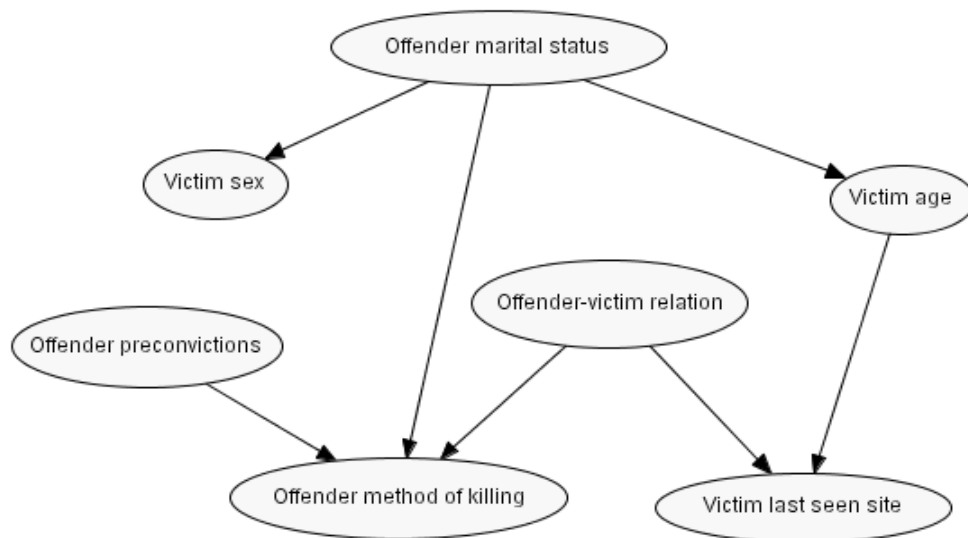 Offender marital status
Victim sex
Victim age
Offender-victim relation
Offender preconvictions
Offender method of killing
Victim last seen site